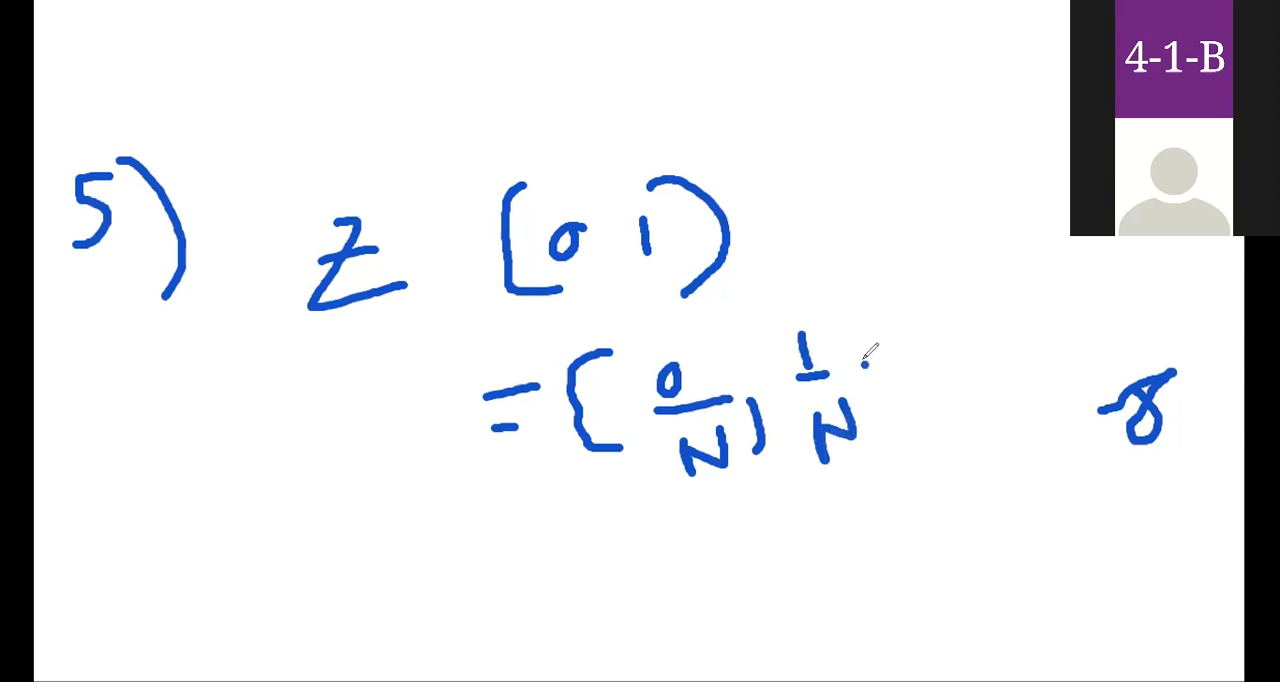 4-1-B
5) Z [0 1)
= { 0/N, 1/N
8